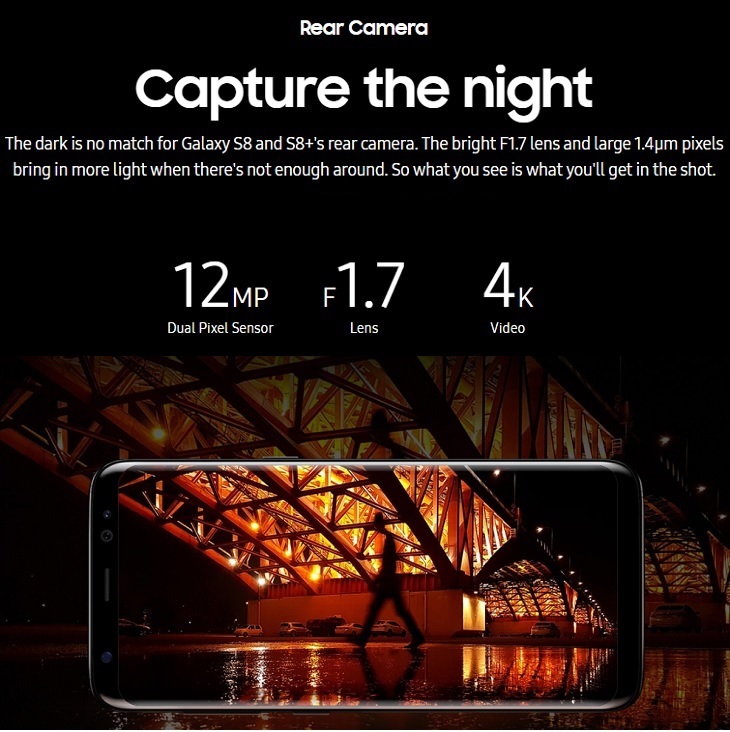 Rear Camera
Capture the night
The dark is no match for Galaxy S8 and S8+'s rear camera. The bright F1.7 lens and large 1.4μm pixels
bring in more light when there's not enough around. So what you see is what you'll get in the shot.
12MP F1.7 4K
Dual Pixel Sensor Lens Video